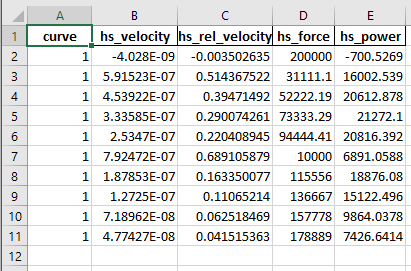 A B C D E
1 curve hs_velocity hs_rel_velocity hs_force hs_power
2 1 -4.028E-09 -0.003502635 200000 -700.5269
3 1 5.91523E-07 0.514367522 31111.1 16002.539
4 1 4.53922E-07 0.39471492 52222.19 20612.878
5 1 3.33585E-07 0.290074261 73333.29 21272.1
6 1 2.5347E-07 0.220408945 94444.41 20816.392
7 1 7.92472E-07 0.689105879 10000 6891.0588
8 1 1.87853E-07 0.163350077 115556 18876.08
9 1 1.2725E-07 0.11065214 136667 15122.496
10 1 7.18962E-08 0.062518469 157778 9864.0378
11 1 4.77427E-08 0.041515363 178889 7426.6414
12